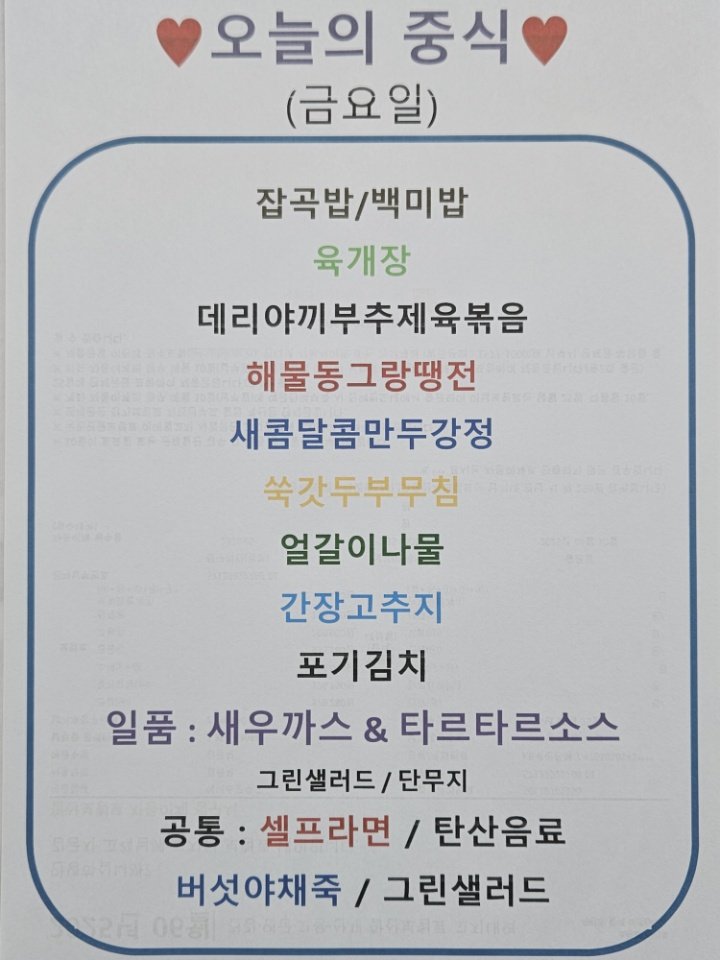 ♥오늘의 중식♥
(금요일)
잡곡밥/백미밥
육개장
데리야끼부추제육볶음
해물동그랑땡전
새콤달콤만두강정
쑥갓두부무침
얼갈이나물
간장고추지
포기김치
일품 : 새우까스 & 타르타르소스
그린샐러드 / 단무지
공통 : 셀프라면 / 탄산음료
버섯야채죽 / 그린샐러드